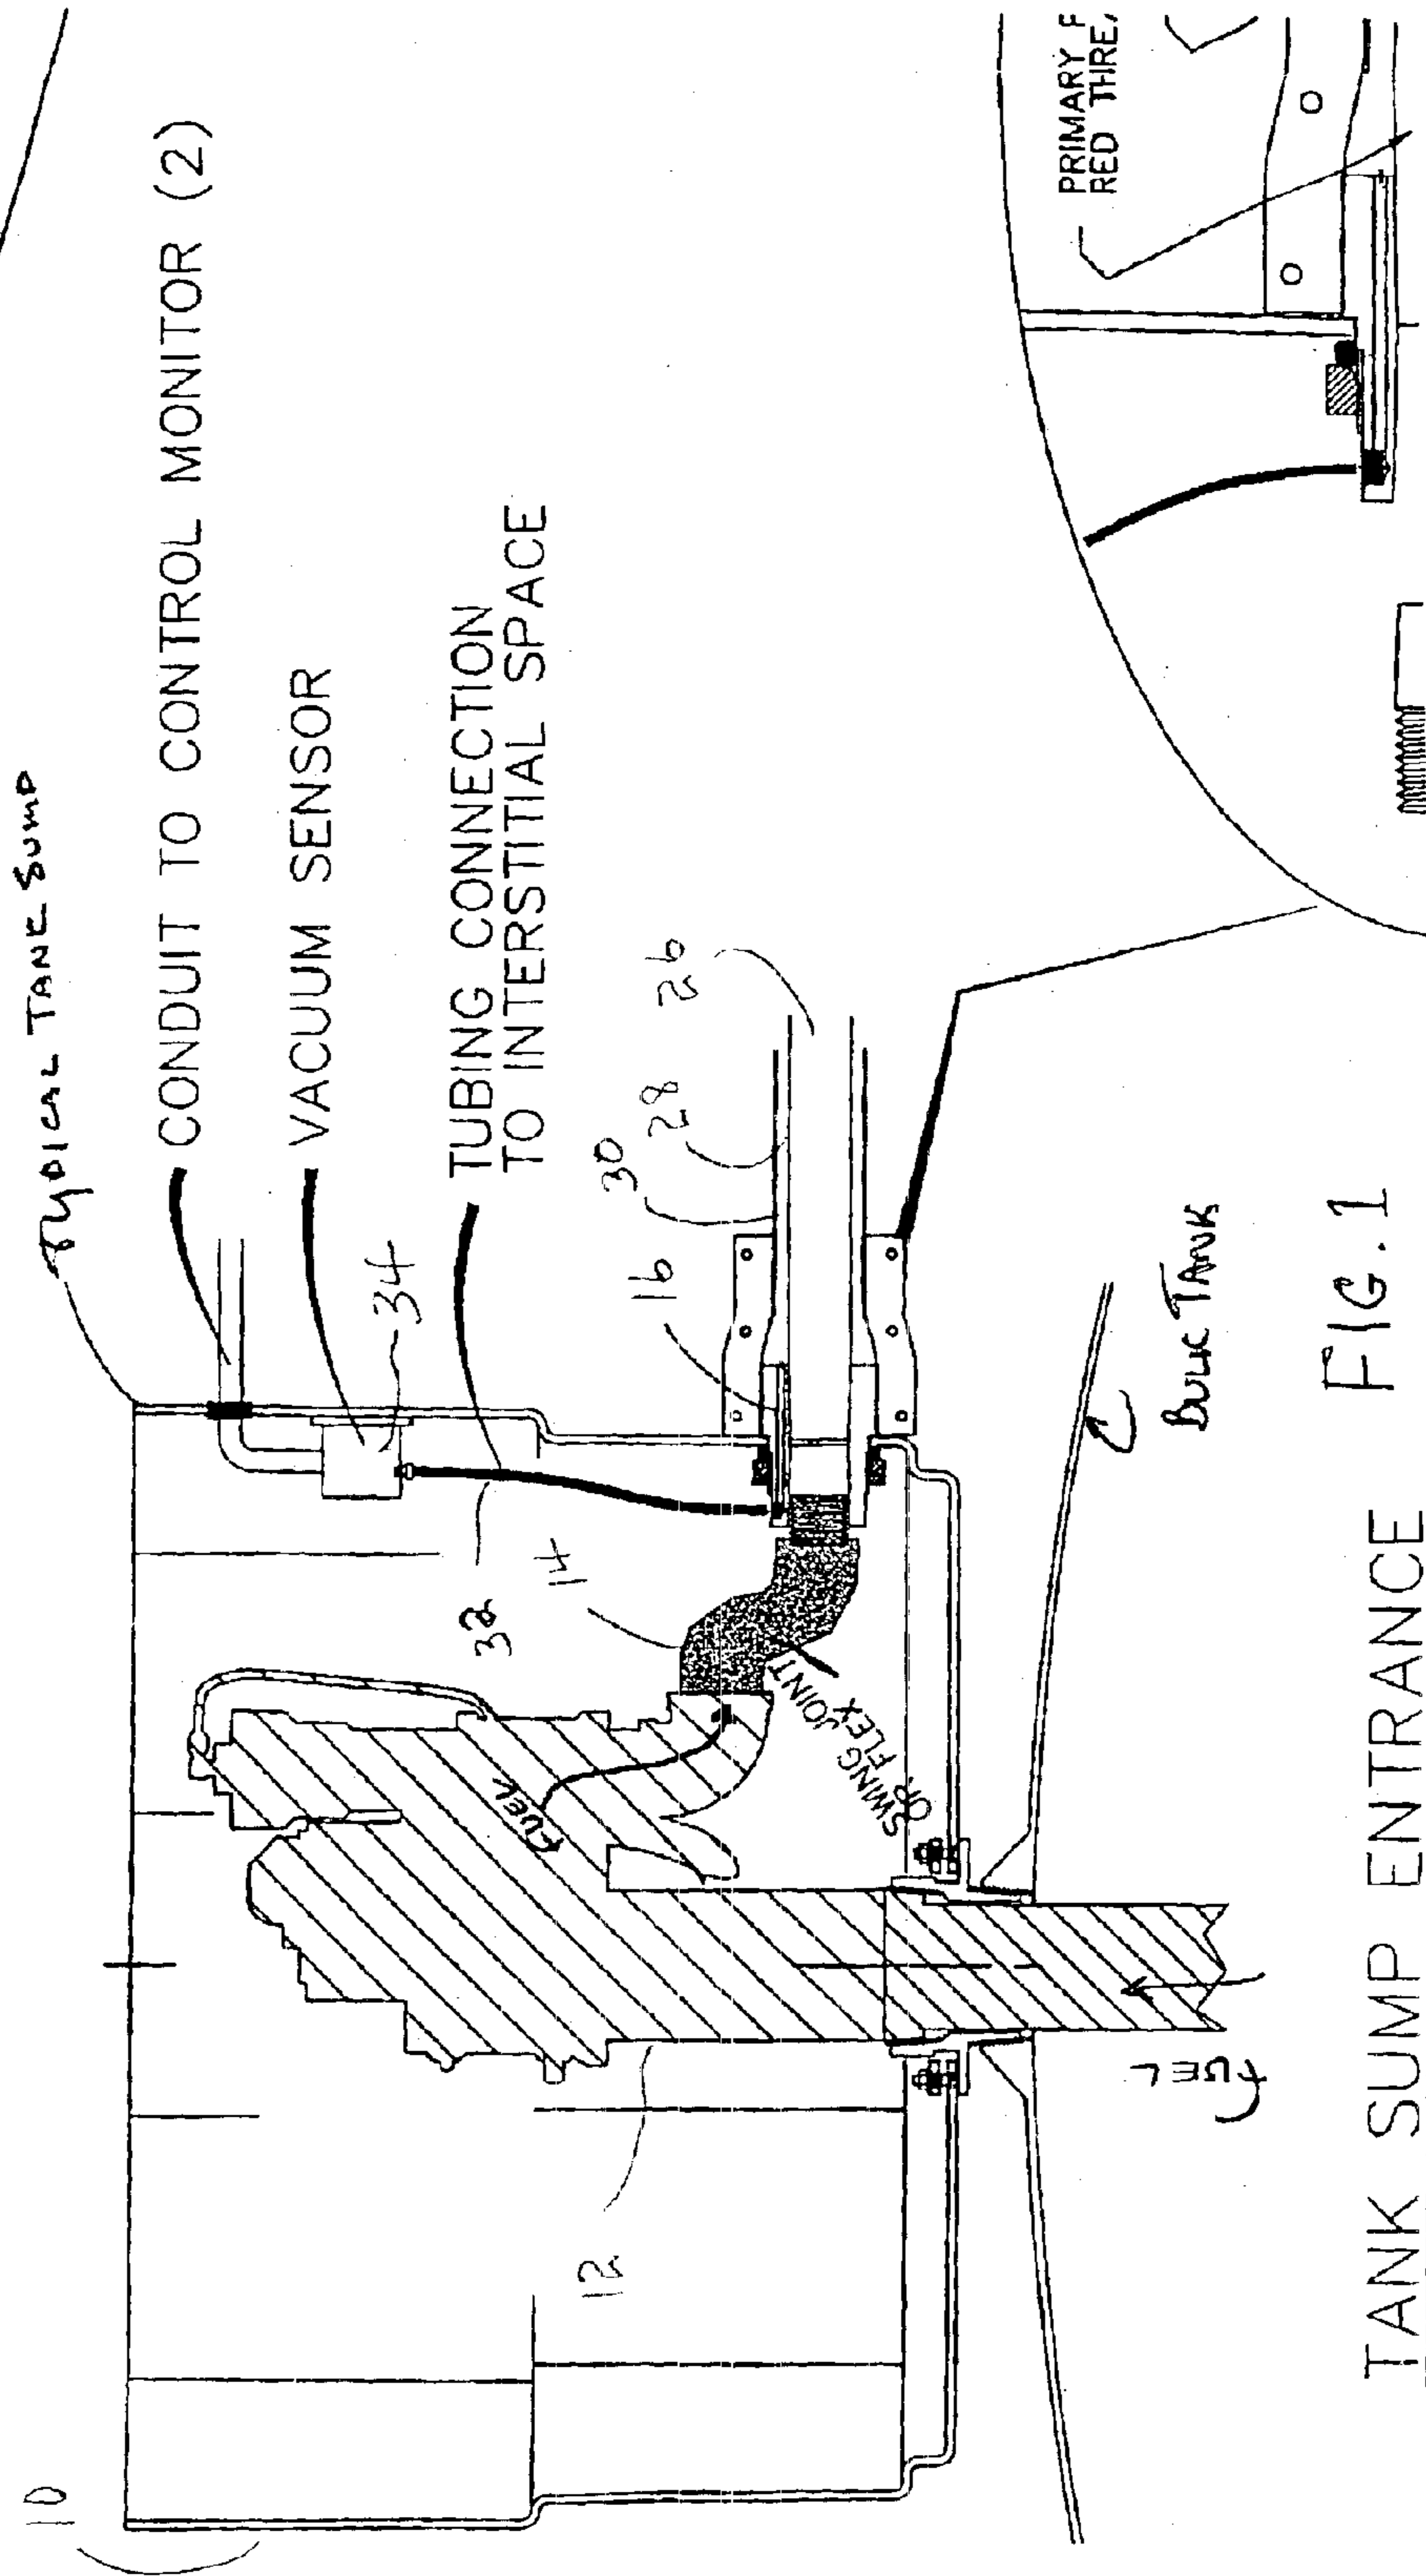 TYPICAL TANK SUMP
CONDUIT TO CONTROL MONITOR (2)
VACUUM SENSOR
TUBING CONNECTION
TO INTERSTITIAL SPACE
10
12
14
16
26
28
30
32
34
FUEL
SWING JOINT
OR FLEX
FUEL
BULK TANK
PRIMARY F
RED THRE
TANK SUMP ENTRANCE
FIG. 1